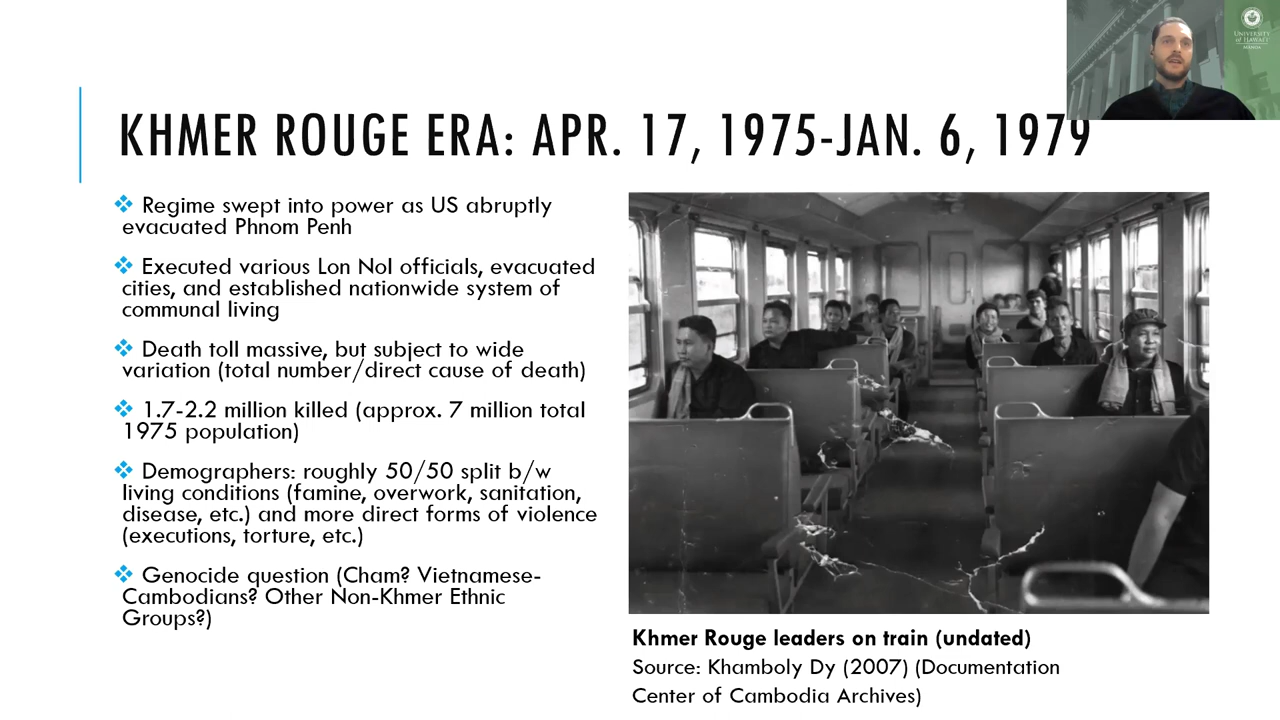 UNIVERSITY
of HAWAI'I
MĀNOA
KHMER ROUGE ERA: APR. 17, 1975-JAN. 6, 1979
❖ Regime swept into power as US abruptly
evacuated Phnom Penh
❖ Executed various Lon Nol officials, evacuated
cities, and established nationwide system of
communal living
❖ Death toll massive, but subject to wide
variation (total number/direct cause of death)
❖ 1.7-2.2 million killed (approx. 7 million total
1975 population)
❖ Demographers: roughly 50/50 split b/w
living conditions (famine, overwork, sanitation,
disease, etc.) and more direct forms of violence
(executions, torture, etc.)
❖ Genocide question (Cham? Vietnamese-
Cambodians? Other Non-Khmer Ethnic
Groups?)
Khmer Rouge leaders on train (undated)
Source: Khamboly Dy (2007) (Documentation
Center of Cambodia Archives)